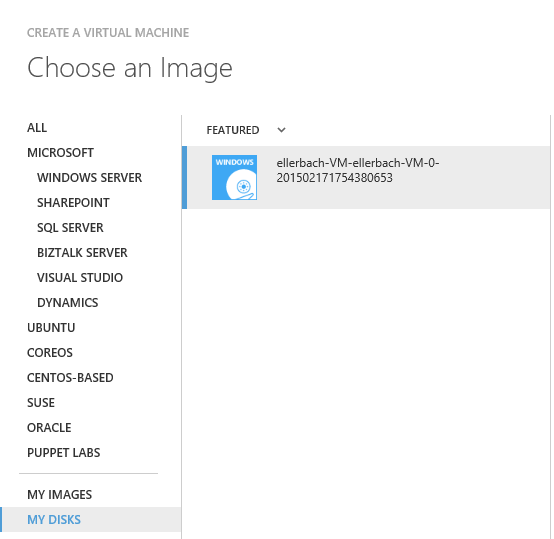 CREATE A VIRTUAL MACHINE
Choose an Image
ALL
MICROSOFT
WINDOWS SERVER
SHAREPOINT
SQL SERVER
BIZTALK SERVER
VISUAL STUDIO
DYNAMICS
UBUNTU
COREOS
CENTOS-BASED
SUSE
ORACLE
PUPPET LABS
MY IMAGES
MY DISKS
FEATURED
WINDOWS
ellerbach-VM-ellerbach-VM-0-
201502171754380653